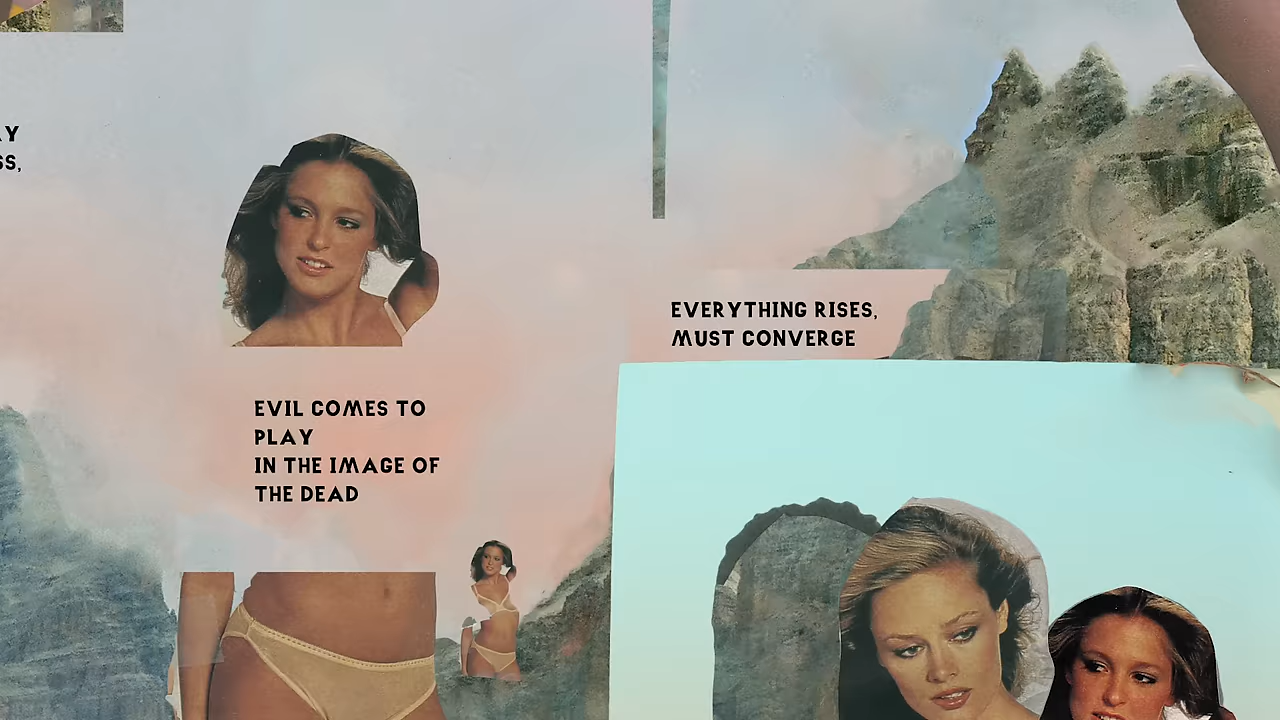 EVERYTHING RISES,
MUST CONVERGE
EVIL COMES TO
PLAY
IN THE IMAGE OF
THE DEAD